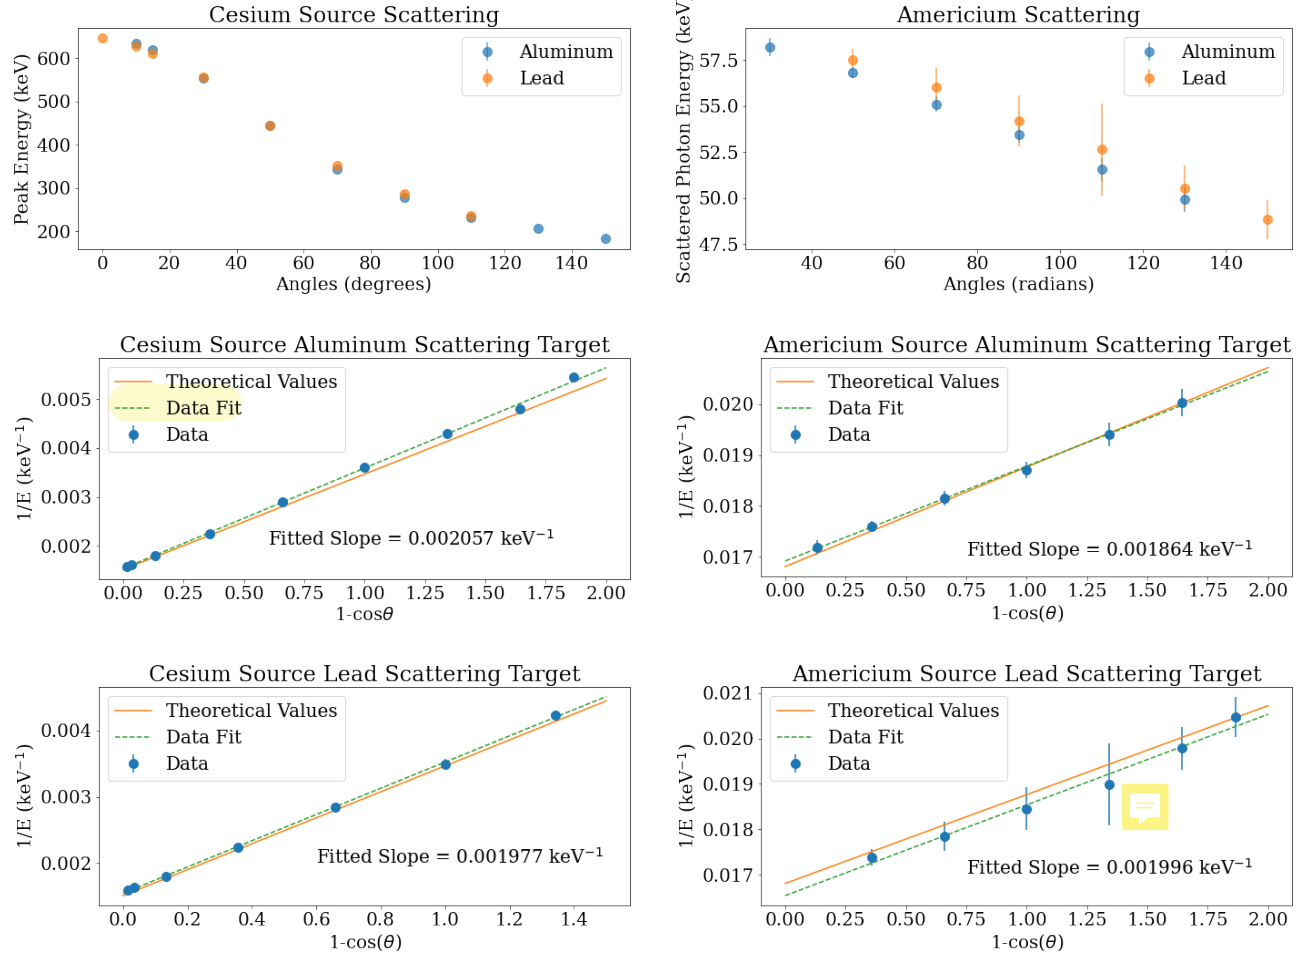 Cesium Source Scattering
Peak Energy (keV)
600
500
400
300
200
Aluminum
Lead
0 20 40 60 80 100 120 140
Angles (degrees)
Americium Scattering
Scattered Photon Energy (keV)
57.5
55.0
52.5
50.0
47.5
Aluminum
Lead
40 60 80 100 120 140
Angles (radians)
Cesium Source Aluminum Scattering Target
1/E (keV⁻¹)
0.005
0.004
0.003
0.002
Theoretical Values
Data Fit
Data
Fitted Slope = 0.002057 keV⁻¹
0.00 0.25 0.50 0.75 1.00 1.25 1.50 1.75 2.00
1-cosθ
Americium Source Aluminum Scattering Target
1/E (keV⁻¹)
0.020
0.019
0.018
0.017
Theoretical Values
Data Fit
Data
Fitted Slope = 0.001864 keV⁻¹
0.00 0.25 0.50 0.75 1.00 1.25 1.50 1.75 2.00
1-cos(θ)
Cesium Source Lead Scattering Target
1/E (keV⁻¹)
0.004
0.003
0.002
Theoretical Values
Data Fit
Data
Fitted Slope = 0.001977 keV⁻¹
0.0 0.2 0.4 0.6 0.8 1.0 1.2 1.4
1-cos(θ)
Americium Source Lead Scattering Target
1/E (keV⁻¹)
0.021
0.020
0.019
0.018
0.017
Theoretical Values
Data Fit
Data
Fitted Slope = 0.001996 keV⁻¹
0.00 0.25 0.50 0.75 1.00 1.25 1.50 1.75 2.00
1-cos(θ)